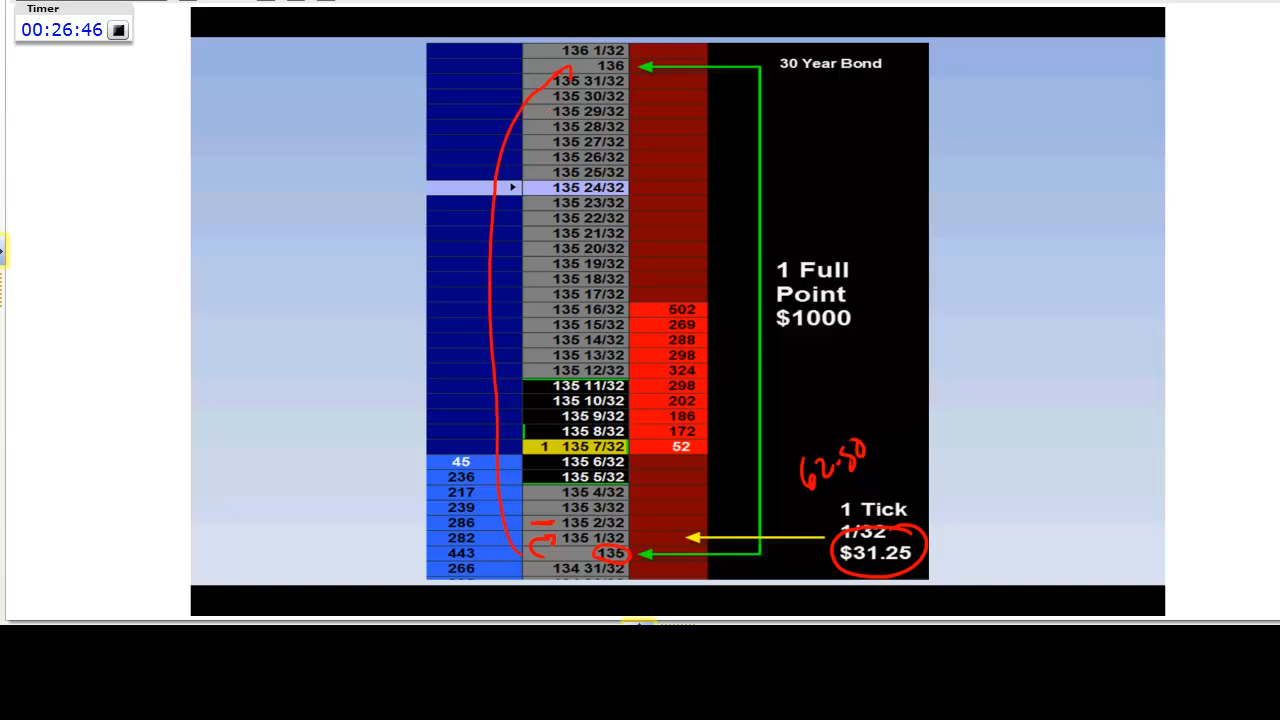 Timer
00:26:46
136 1/32
136
30 Year Bond
135 31/32
135 30/32
135 29/32
135 28/32
135 27/32
135 26/32
135 25/32
135 24/32
135 23/32
135 22/32
135 21/32
135 20/32
135 19/32
135 18/32
135 17/32
1 Full
Point
$1000
135 16/32 502
135 15/32 269
135 14/32 288
135 13/32 298
135 12/32 324
135 11/32 298
135 10/32 202
135 9/32 186
135 8/32 172
1 135 7/32 52
45 135 6/32
236 135 5/32
62.50
217 135 4/32
239 135 3/32
286 135 2/32
282 135 1/32
443 135
266 134 31/32
1 Tick
1/32
$31.25